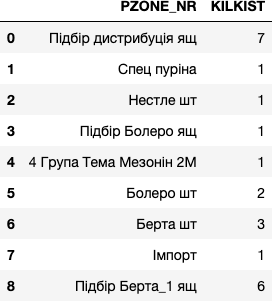 PZONE_NR KILKIST
0 Підбір дистрибуція ящ 7
1 Спец пуріна 1
2 Нестле шт 1
3 Підбір Болеро ящ 1
4 4 Група Тема Мезонін 2М 1
5 Болеро шт 2
6 Берта шт 3
7 Імпорт 1
8 Підбір Берта_1 ящ 6